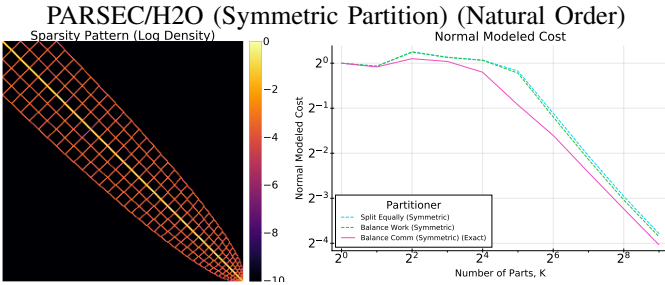 PARSEC/H2O (Symmetric Partition) (Natural Order)
Sparsity Pattern (Log Density)
0
−2
−4
−6
−8
−10
Normal Modeled Cost
Normal Modeled Cost
2^0
2^−1
2^−2
2^−3
2^−4
Partitioner
Split Equally (Symmetric)
Balance Work (Symmetric)
Balance Comm (Symmetric) (Exact)
2^0 2^2 2^4 2^6 2^8
Number of Parts, K